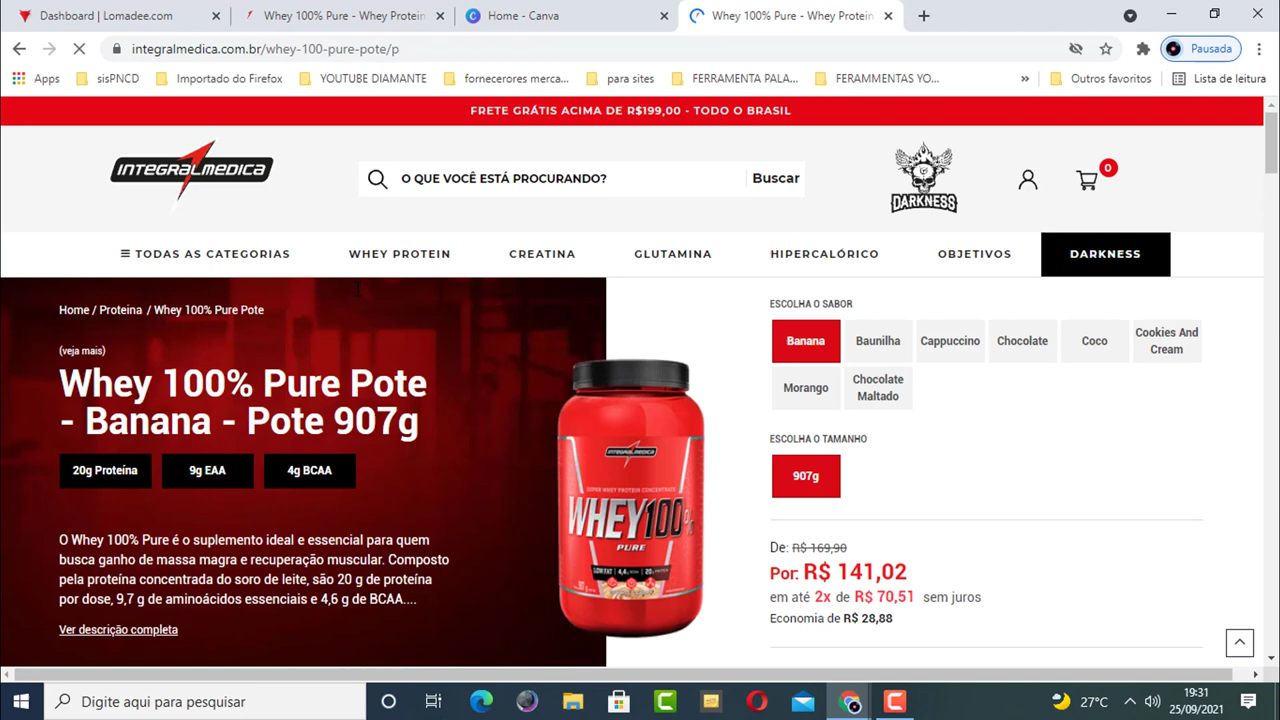 Dashboard | Lomadee.com
Whey 100% Pure - Whey Protein
Home - Canva
Whey 100% Pure - Whey Protein
integralmedica.com.br/whey-100-pure-pote/p
Pausada
Apps
sisPNCD
Importado do Firefox
YOUTUBE DIAMANTE
fornecerores merca...
para sites
FERRAMENTA PALA...
FERAMMENTAS YO...
Outros favoritos
Lista de leitura
FRETE GRÁTIS ACIMA DE R$199,00 - TODO O BRASIL
INTEGRALMEDICA
O QUE VOCÊ ESTÁ PROCURANDO?
Buscar
DARKNESS
0
TODAS AS CATEGORIAS
WHEY PROTEIN
CREATINA
GLUTAMINA
HIPERCALÓRICO
OBJETIVOS
DARKNESS
Home / Proteina / Whey 100% Pure Pote
(veja mais)
Whey 100% Pure Pote
- Banana - Pote 907g
20g Proteína
9g EAA
4g BCAA
O Whey 100% Pure é o suplemento ideal e essencial para quem
busca ganho de massa magra e recuperação muscular. Composto
pela proteína concentrada do soro de leite, são 20 g de proteína
por dose, 9,7 g de aminoácidos essenciais e 4,6 g de BCAA....
Ver descrição completa
INTEGRALMEDICA
SUPER WHEY PROTEIN CONCENTRATE
WHEY100%
PURE
LOW FAT
ESCOLHA O SABOR
Banana
Baunilha
Cappuccino
Chocolate
Coco
Cookies And
Cream
Morango
Chocolate
Maltado
ESCOLHA O TAMANHO
907g
De: R$ 169,90
Por: R$ 141,02
em até 2x de R$ 70,51 sem juros
Economia de R$ 28,88
Digite aqui para pesquisar
27°C
19:31
25/09/2021